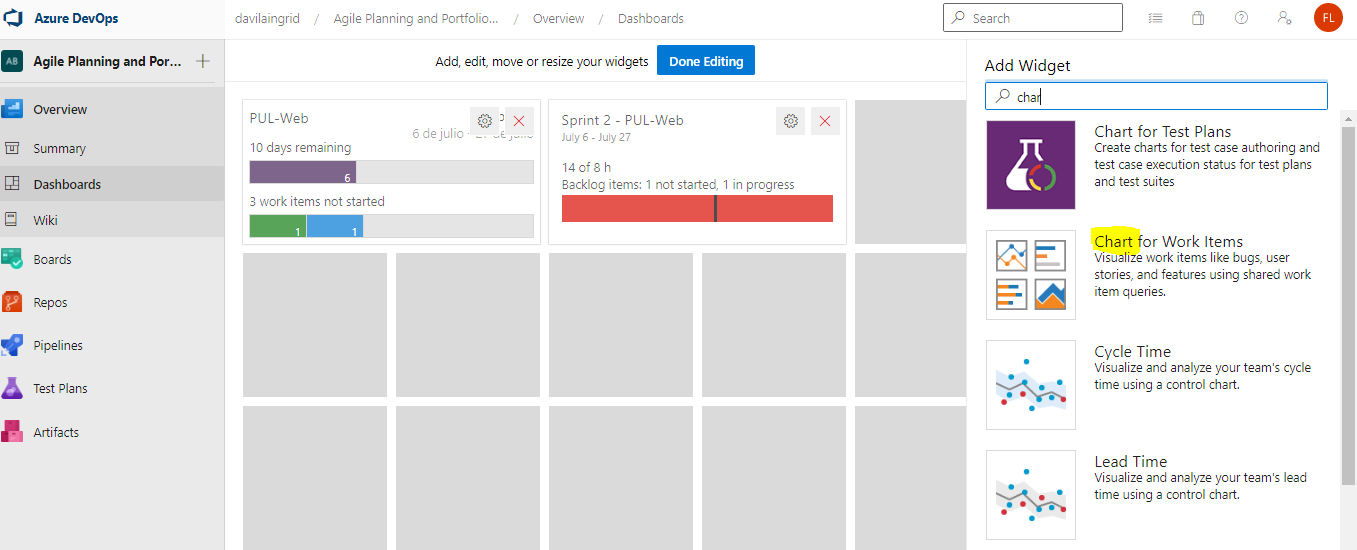 Azure DevOps
davilaingrid / Agile Planning and Portfolio... / Overview / Dashboards
Search
FL
AB Agile Planning and Por...
Add, edit, move or resize your widgets Done Editing
Overview
Summary
Dashboards
Wiki
Boards
Repos
Pipelines
Test Plans
Artifacts
PUL-Web
6 de julio - 27 de julio
10 days remaining
6
3 work items not started
1 1
Sprint 2 - PUL-Web
July 6 - July 27
14 of 8 h
Backlog items: 1 not started, 1 in progress
Add Widget
char
Chart for Test Plans
Create charts for test case authoring and
test case execution status for test plans
and test suites
Chart for Work Items
Visualize work items like bugs, user
stories, and features using shared work
item queries.
Cycle Time
Visualize and analyze your team's cycle
time using a control chart.
Lead Time
Visualize and analyze your team's lead
time using a control chart.